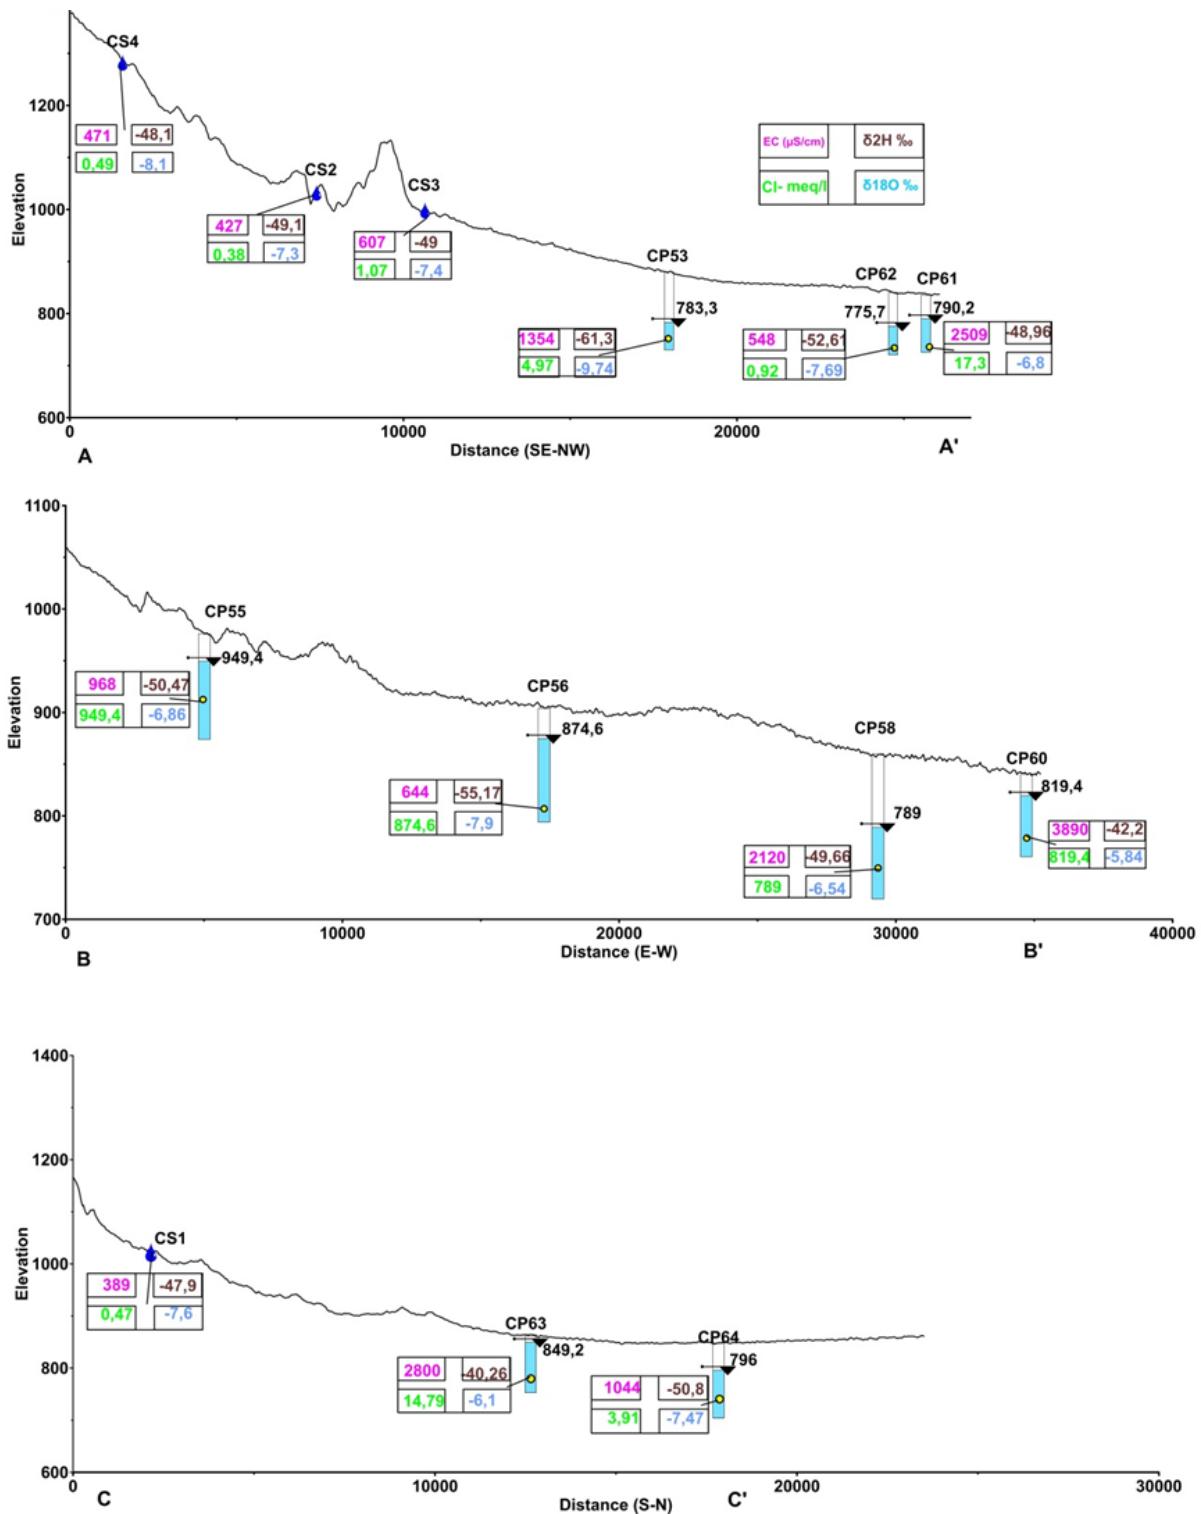 CS4
1200
471 -48,1
0,49 -8,1
EC (µS/cm) δ2H ‰
Cl- meq/l δ18O ‰
CS2
CS3
1000
427 -49,1
0,38 -7,3
607 -49
1,07 -7,4
Elevation
CP53
CP62 CP61
800
783,3
775,7
790,2
1354 -61,3
4,97 -9,74
548 -52,61
0,92 -7,69
2509 -48,96
17,3 -6,8
600
0 10000 20000
A Distance (SE-NW) A'
1100
1000
CP55
949,4
968 -50,47
949,4 -6,86
Elevation
900
CP56
874,6
CP58
CP60
819,4
800
644 -55,17
874,6 -7,9
789
2120 -49,66
789 -6,54
3890 -42,2
819,4 -5,84
700
0 10000 20000 30000 40000
B Distance (E-W) B'
1400
1200
CS1
1000
389 -47,9
0,47 -7,6
Elevation
CP63
849,2
CP64
796
800
2800 -40,26
14,79 -6,1
1044 -50,8
3,91 -7,47
600
0 10000 20000 30000
C Distance (S-N) C'